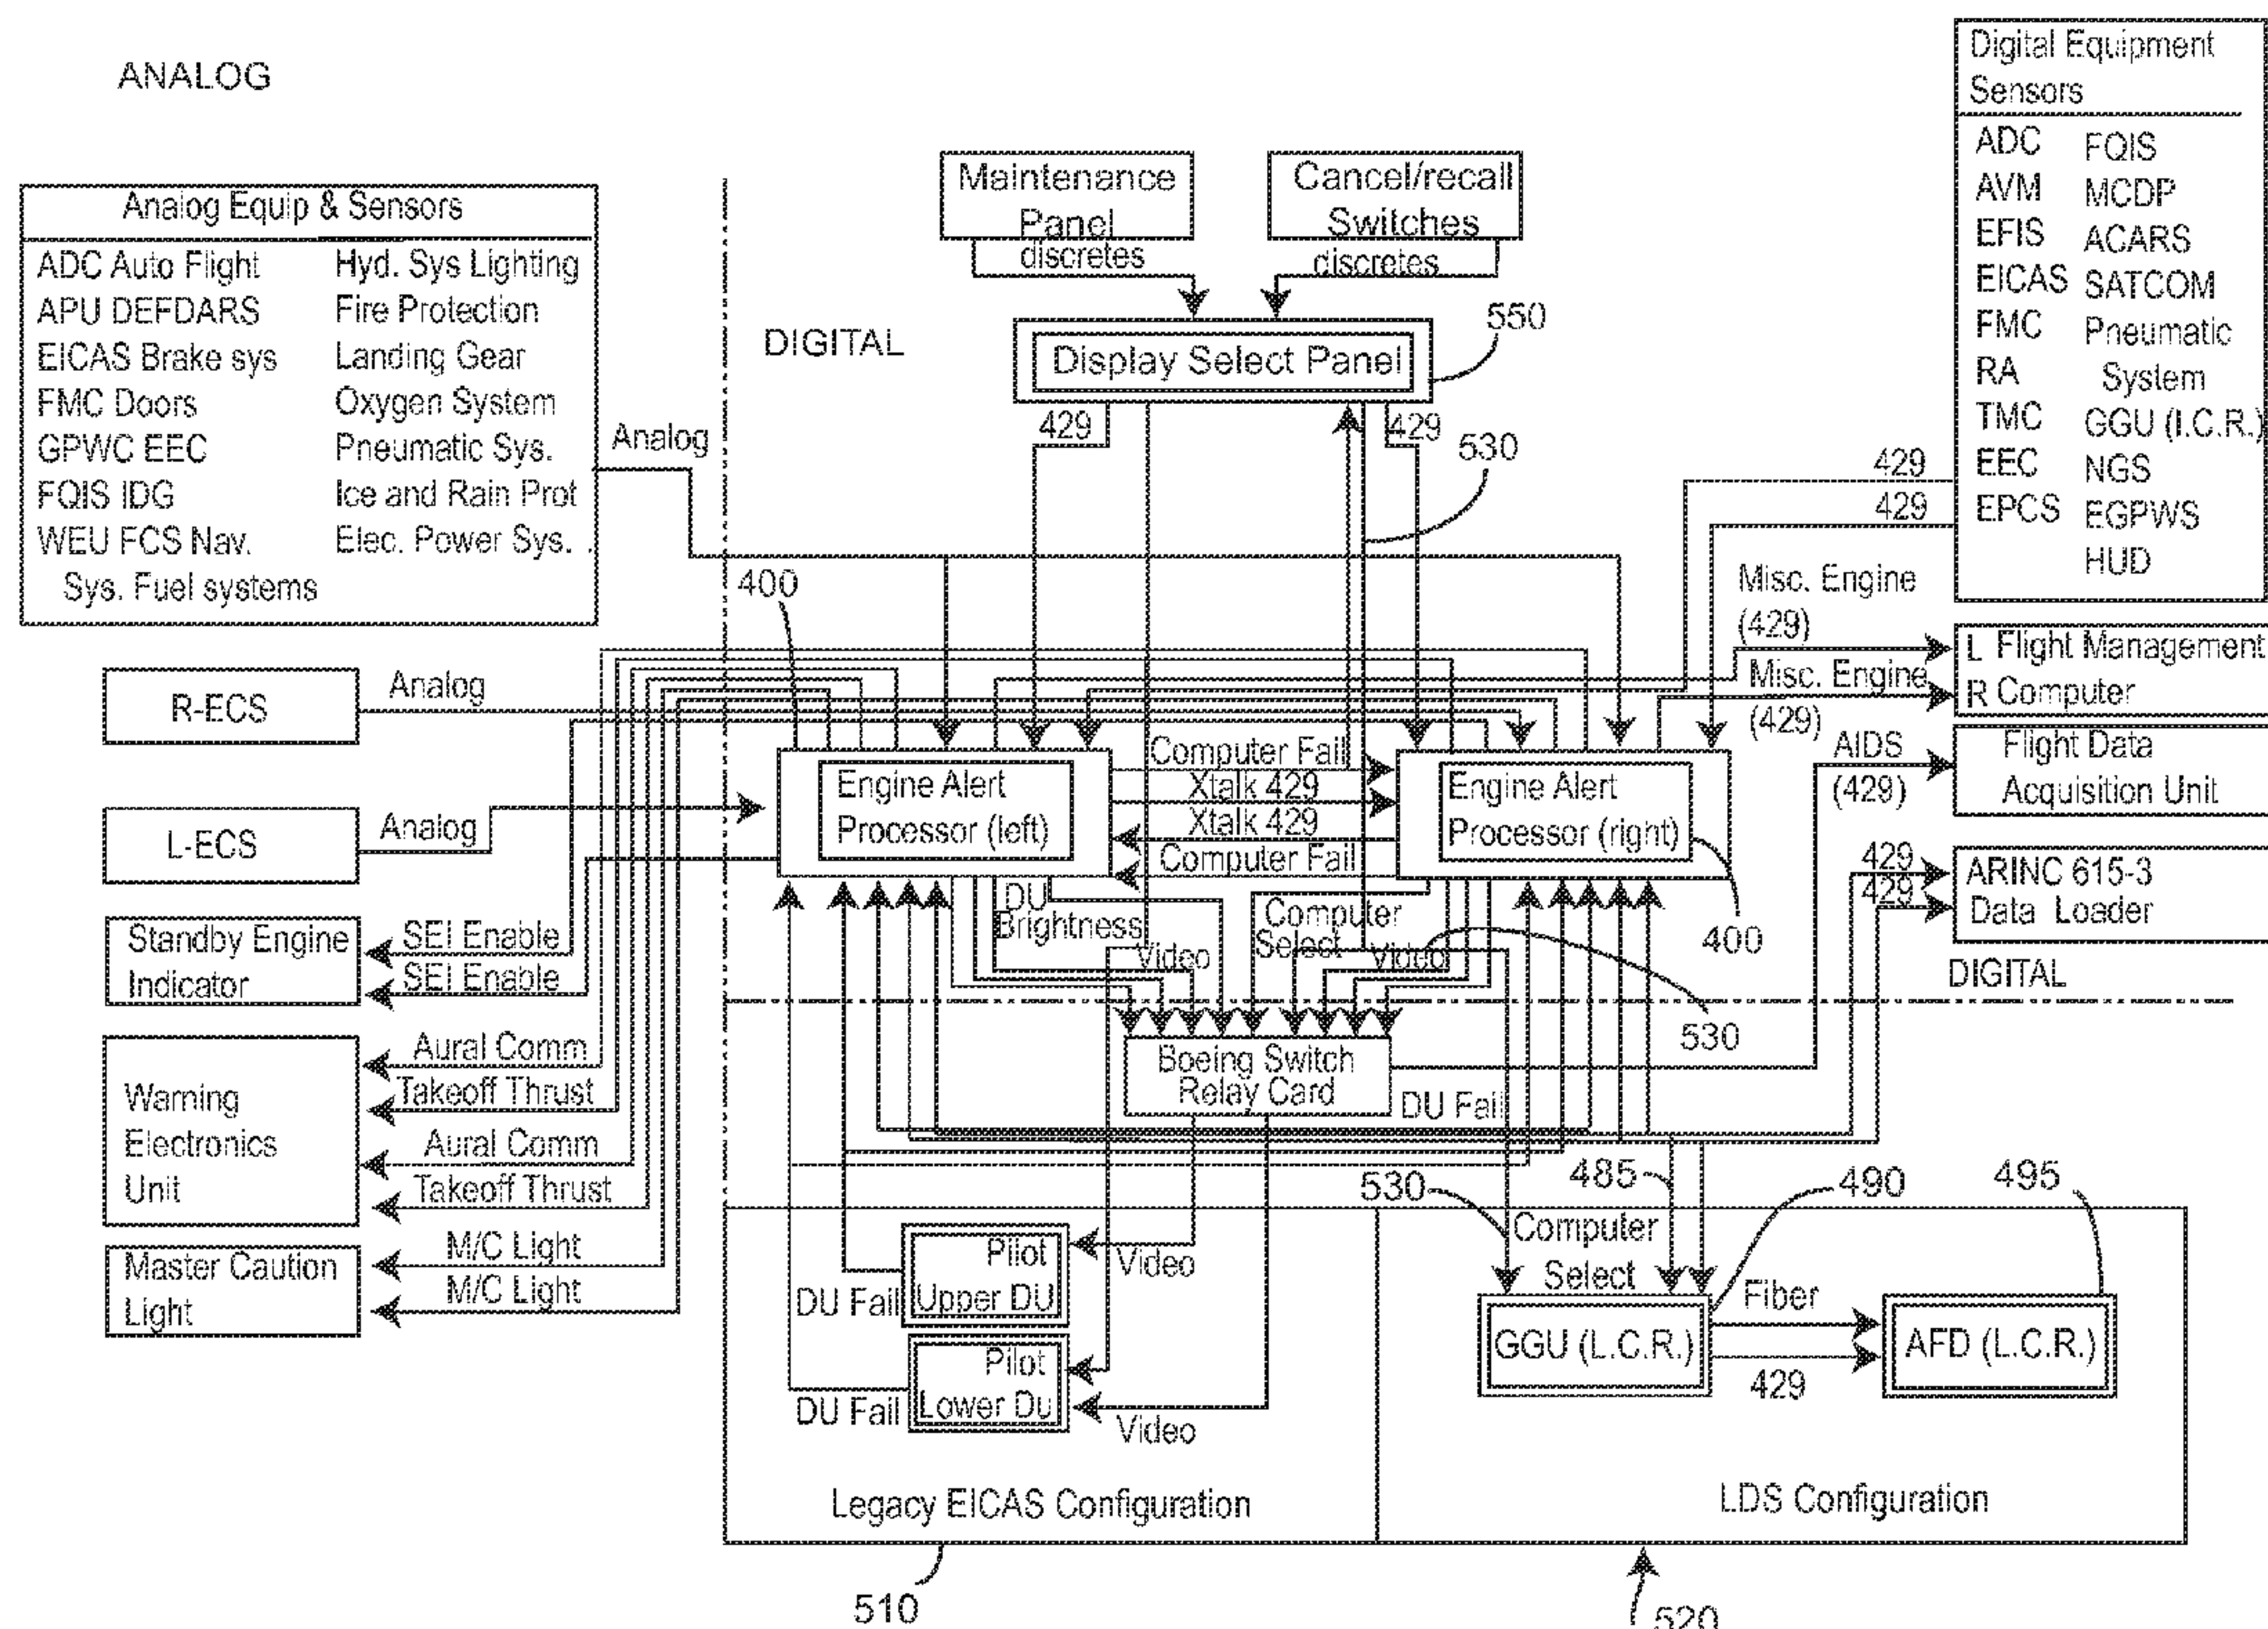 ANALOG
Analog Equip & Sensors
ADC Auto Flight
APU DEFDARS
EICAS Brake sys
FMC Doors
GPWC EEC
FQIS IDG
WEU FCS Nav.
Sys. Fuel systems
Hyd. Sys Lighting
Fire Protection
Landing Gear
Oxygen System
Pneumatic Sys.
Ice and Rain Prot
Elec. Power Sys.
Analog
R-ECS
Analog
L-ECS
Analog
Standby Engine
Indicator
SEI Enable
SEI Enable
Warning
Electronics
Unit
Aural Comm
Takeoff Thrust
Aural Comm
Takeoff Thrust
Master Caution
Light
M/C Light
M/C Light
DIGITAL
Maintenance
Panel
discretes
Cancel/recall
Switches
discretes
Display Select Panel
550
429
429
530
400
Engine Alert
Processor (left)
Computer Fail
Xtalk 429
Xtalk 429
Computer Fail
Engine Alert
Processor (right)
400
DU
Brightness
Video
Computer
Select
Video
530
Boeing Switch
Relay Card
DU Fail
Digital Equipment
Sensors
ADC
AVM
EFIS
EICAS
FMC
RA
TMC
EEC
EPCS
FQIS
MCDP
ACARS
SATCOM
Pneumatic
System
GGU (I.C.R.)
NGS
EGPWS
HUD
429
429
Misc. Engine
(429)
Misc. Engine
(429)
L Flight Management
R Computer
AIDS
(429)
Flight Data
Acquisition Unit
429
429
ARINC 615-3
Data Loader
DIGITAL
Pilot
Upper DU
Video
DU Fail
Pilot
Lower Du
DU Fail
Video
Legacy EICAS Configuration
510
530
485
490
495
Computer
Select
GGU (L.C.R.)
Fiber
429
AFD (L.C.R.)
LDS Configuration
520